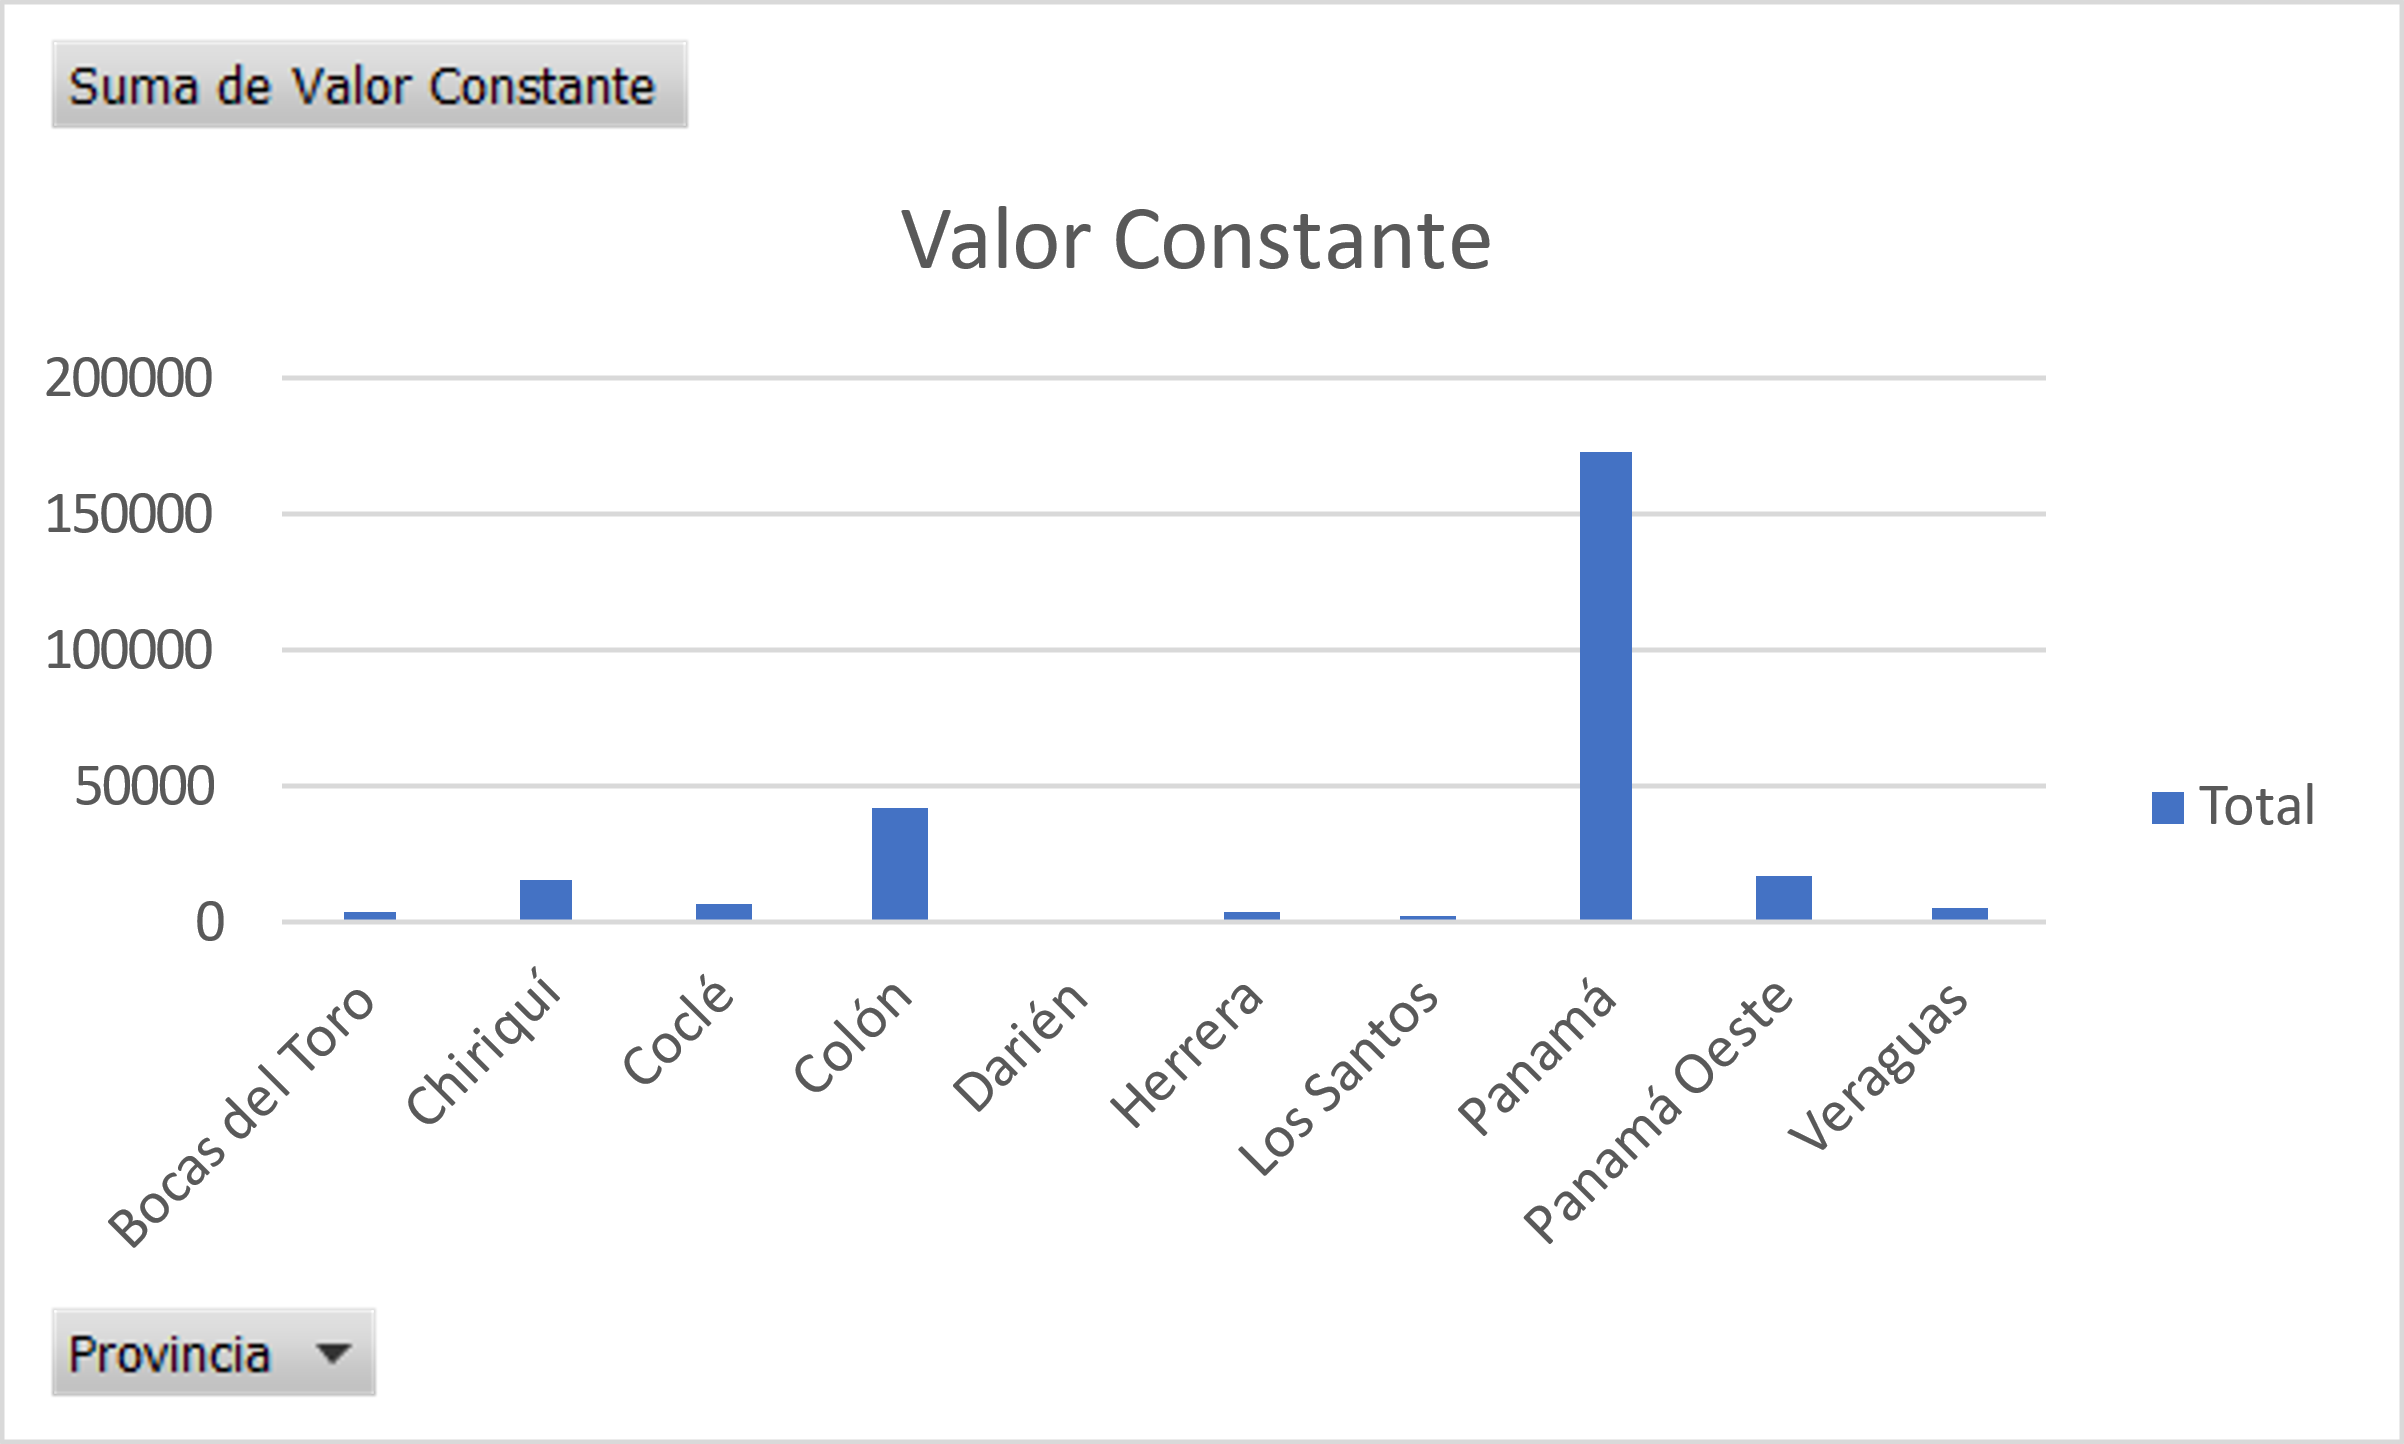 Suma de Valor Constante
Valor Constante
200000
150000
100000
50000
0
Total
Bocas del Toro
Chiriquí
Coclé
Colón
Darién
Herrera
Los Santos
Panamá
Panamá Oeste
Veraguas
Provincia